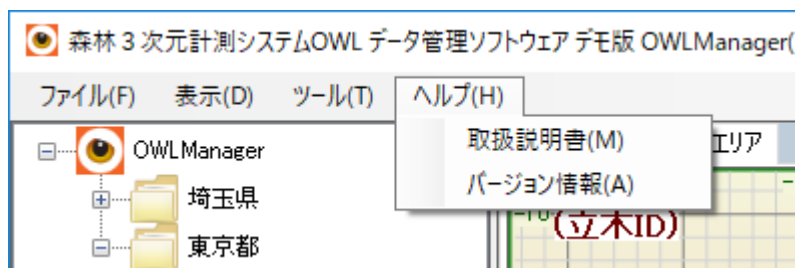 森林３次元計測システムOWL データ管理ソフトウェア デモ版 OWLManager(
ファイル(F) 表示(D) ツール(T) ヘルプ(H)
取扱説明書(M)
バージョン情報(A)
エリア
OWLManager
埼玉県
東京都
(立木ID)